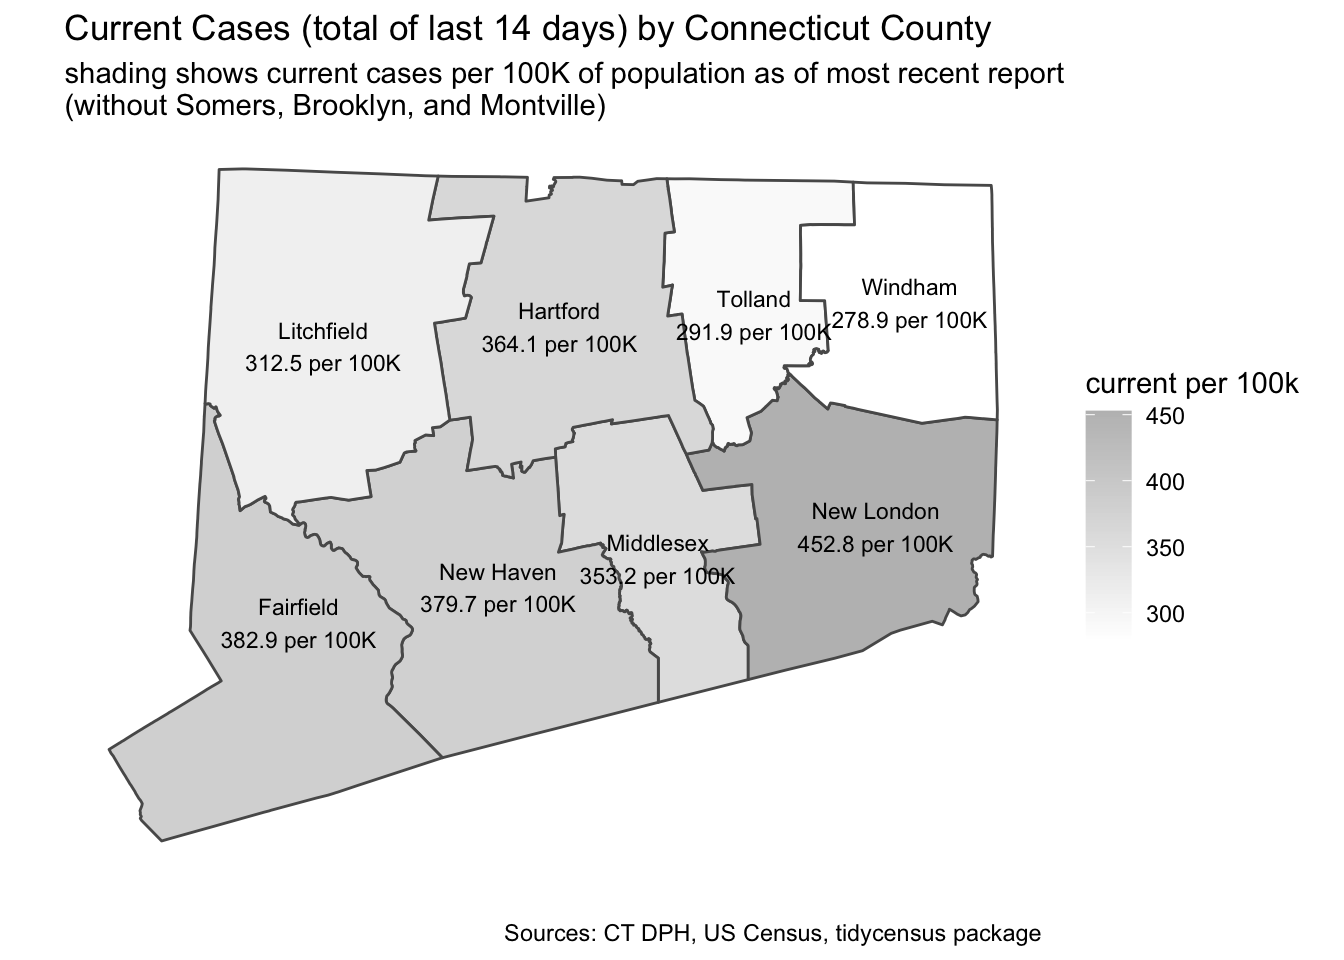 Current Cases (total of last 14 days) by Connecticut County
shading shows current cases per 100K of population as of most recent report
(without Somers, Brooklyn, and Montville)
Litchfield
312.5 per 100K
Hartford
364.1 per 100K
Tolland
291.9 per 100K
Windham
278.9 per 100K
New London
452.8 per 100K
Middlesex
353.2 per 100K
New Haven
379.7 per 100K
Fairfield
382.9 per 100K
current per 100k
450
400
350
300
Sources: CT DPH, US Census, tidycensus package